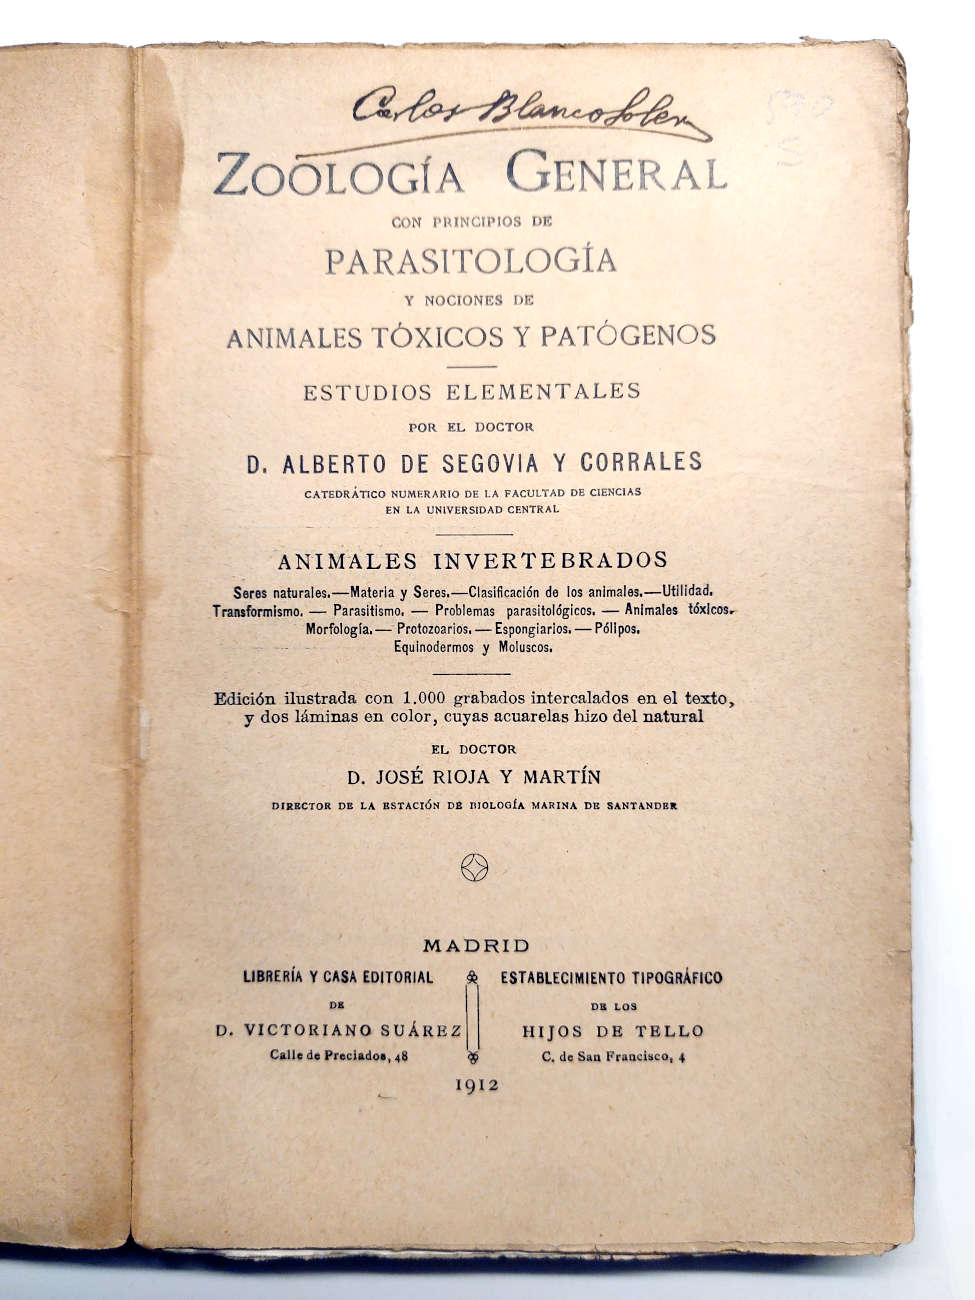 Carlos Blanco Soler
ZOOLOGÍA GENERAL
CON PRINCIPIOS DE
PARASITOLOGÍA
Y NOCIONES DE
ANIMALES TÓXICOS Y PATÓGENOS
ESTUDIOS ELEMENTALES
POR EL DOCTOR
D. ALBERTO DE SEGOVIA Y CORRALES
CATEDRÁTICO NUMERARIO DE LA FACULTAD DE CIENCIAS
EN LA UNIVERSIDAD CENTRAL
ANIMALES INVERTEBRADOS
Seres naturales.—Materia y Seres.—Clasificación de los animales.—Utilidad.
Transformismo. — Parasitismo. — Problemas parasitológicos. — Animales tóxicos.
Morfología.— Protozoarios.— Espongiarios.— Pólipos.
Equinodermos y Moluscos.
Edición ilustrada con 1.000 grabados intercalados en el texto,
y dos láminas en color, cuyas acuarelas hizo del natural
EL DOCTOR
D. JOSÉ RIOJA Y MARTÍN
DIRECTOR DE LA ESTACIÓN DE BIOLOGÍA MARINA DE SANTANDER
MADRID
LIBRERÍA Y CASA EDITORIAL
DE
D. VICTORIANO SUÁREZ
Calle de Preciados, 48
ESTABLECIMIENTO TIPOGRÁFICO
DE LOS
HIJOS DE TELLO
C. de San Francisco, 4
1912